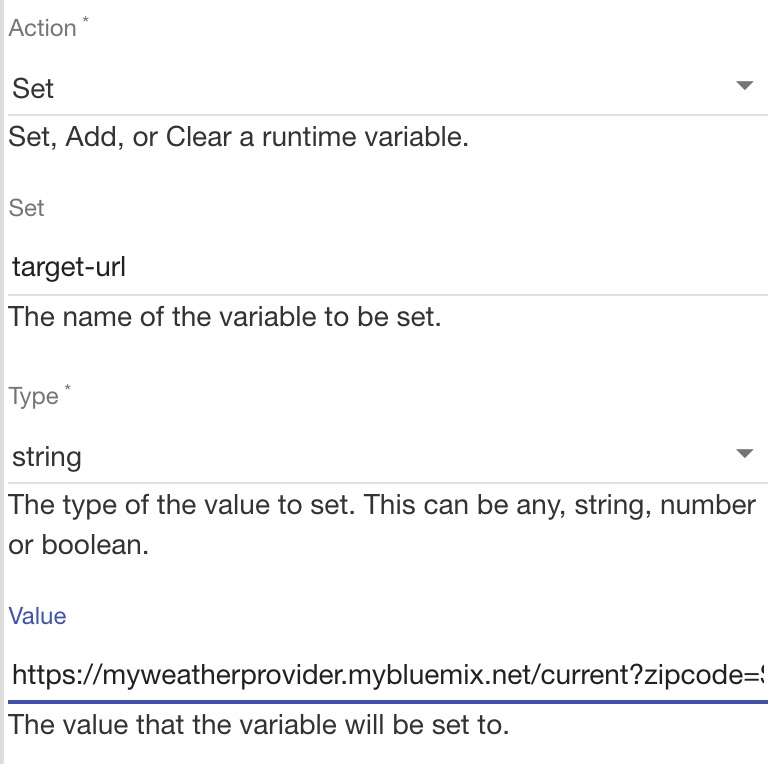 Action *
Set
Set, Add, or Clear a runtime variable.
Set
target-url
The name of the variable to be set.
Type *
string
The type of the value to set. This can be any, string, number
or boolean.
Value
https://myweatherprovider.mybluemix.net/current?zipcode=
The value that the variable will be set to.